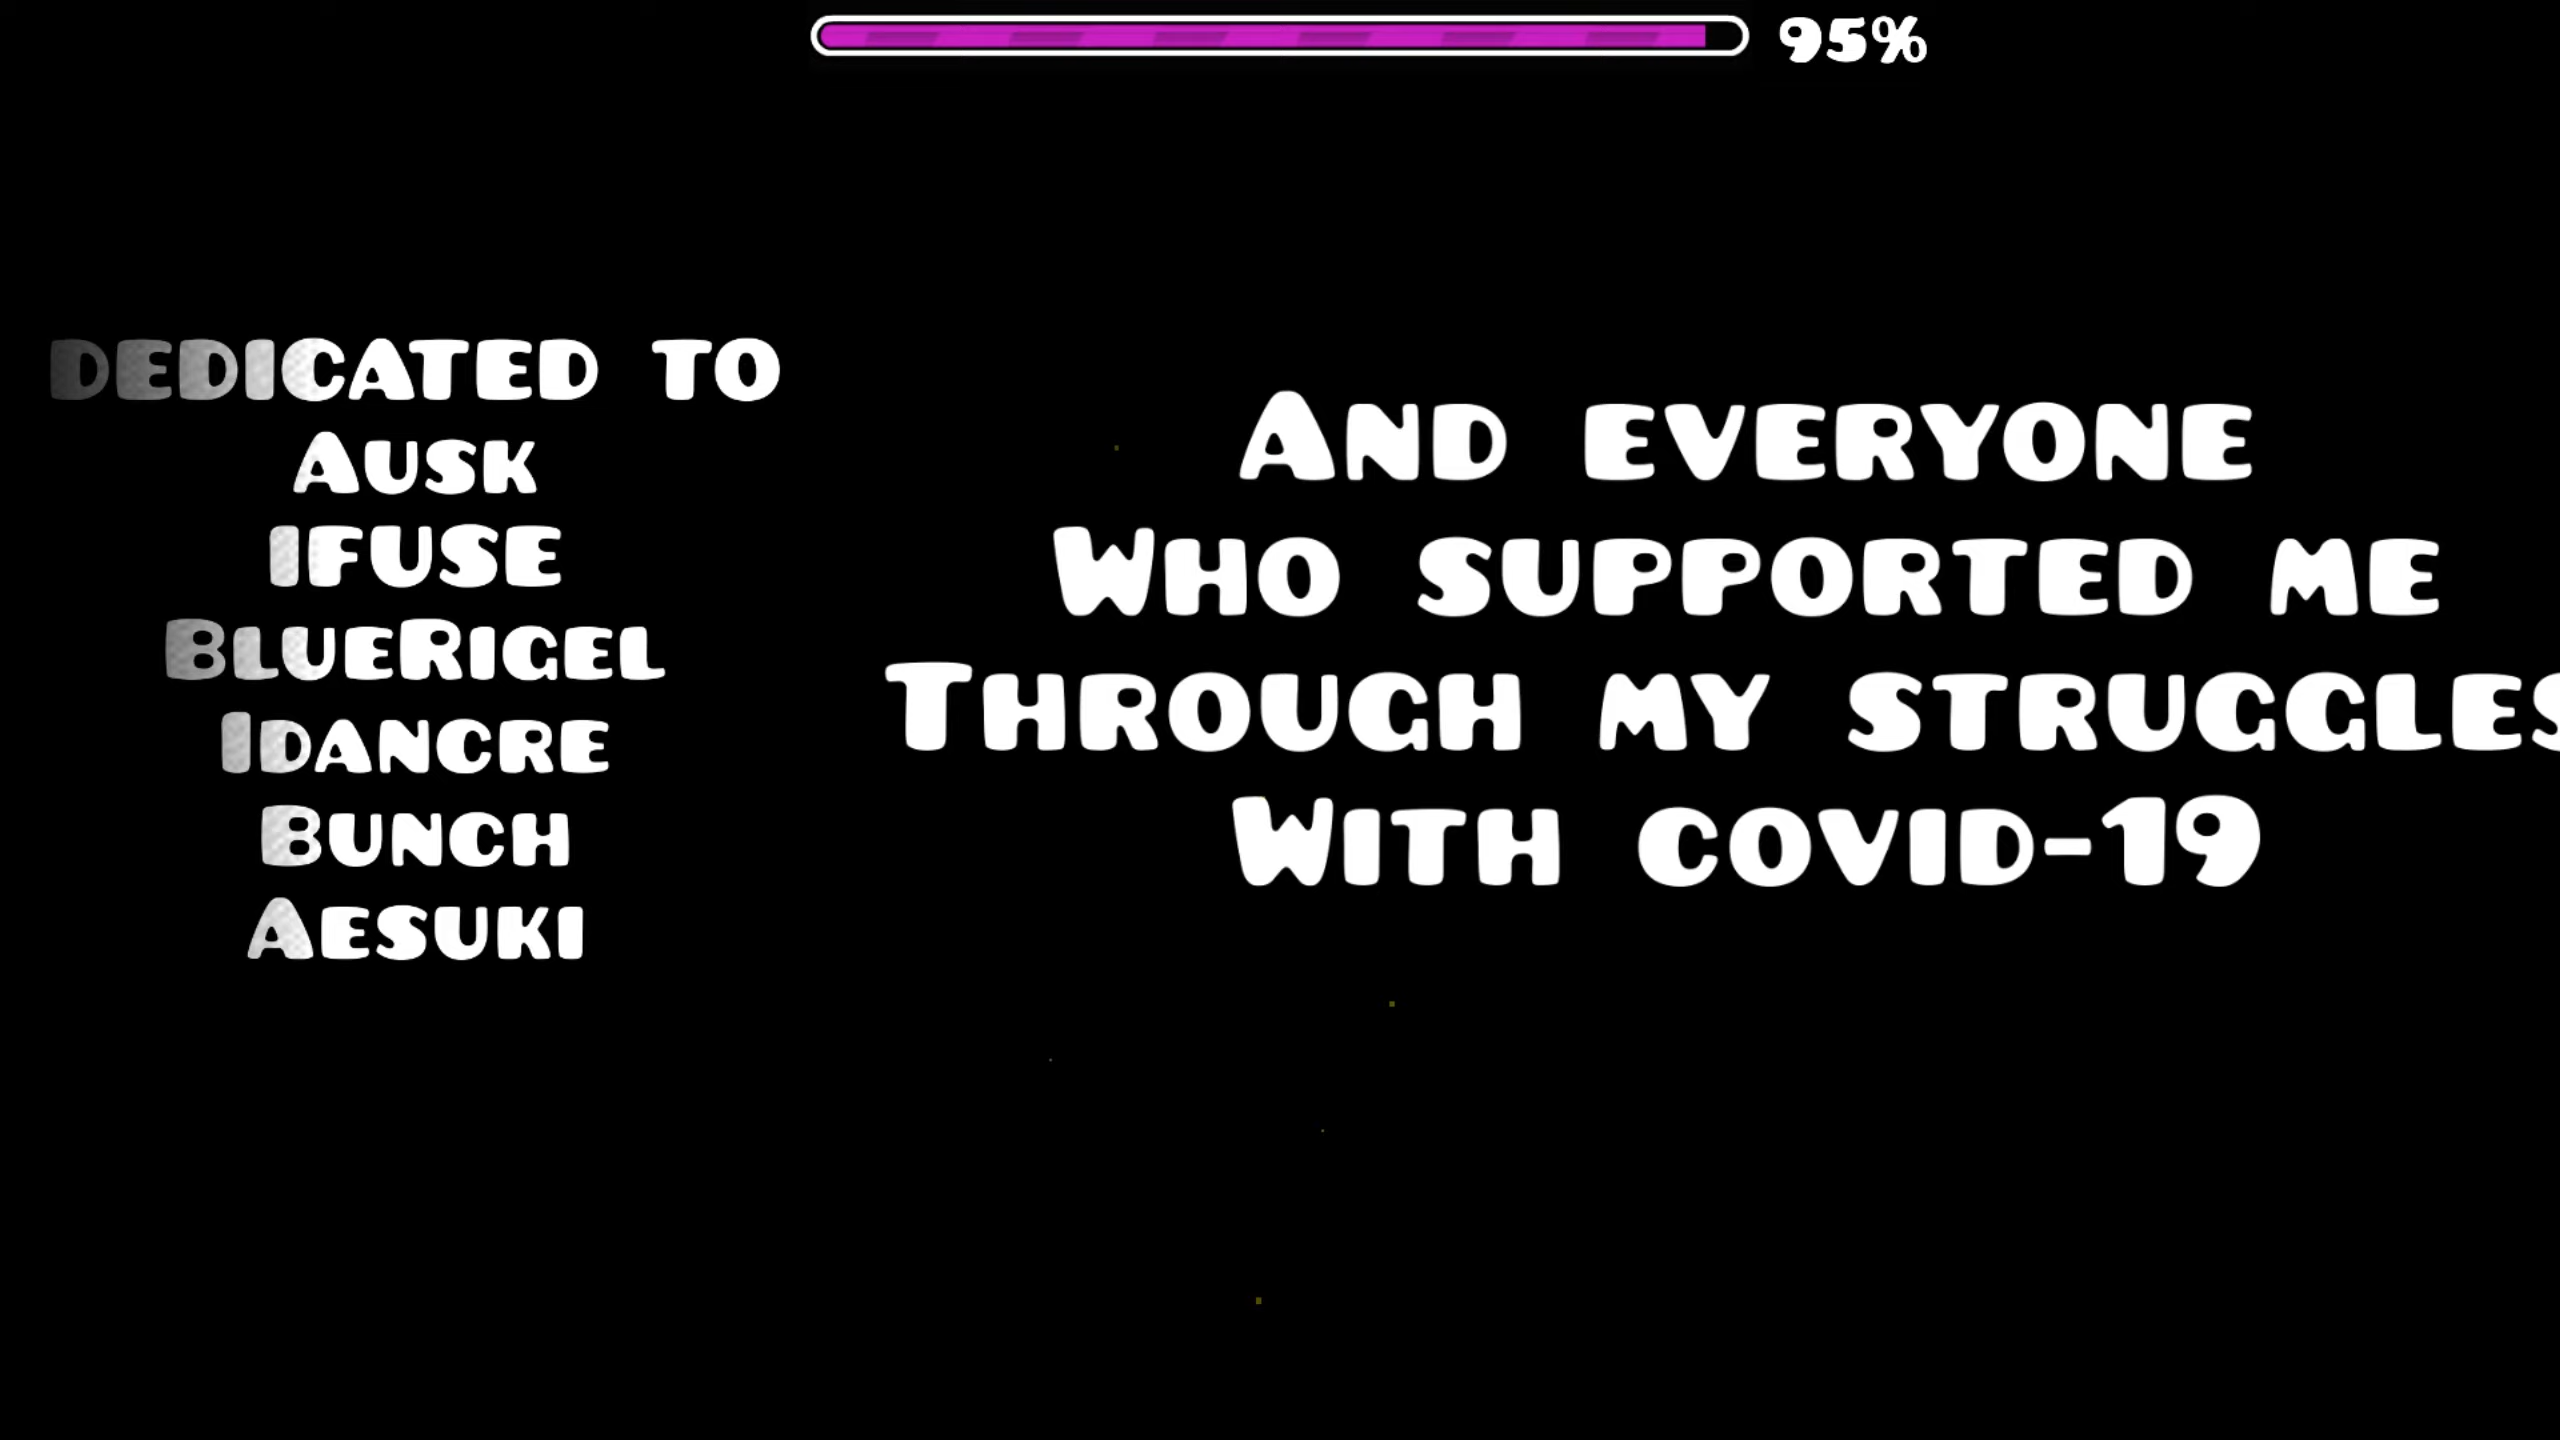 95%
DEDICATED TO
AUSK
IFUSE
BLUERIGEL
IDANCRE
BUNCH
AESUKI
AND EVERYONE
WHO SUPPORTED ME
THROUGH MY STRUGGLES
WITH COVID-19